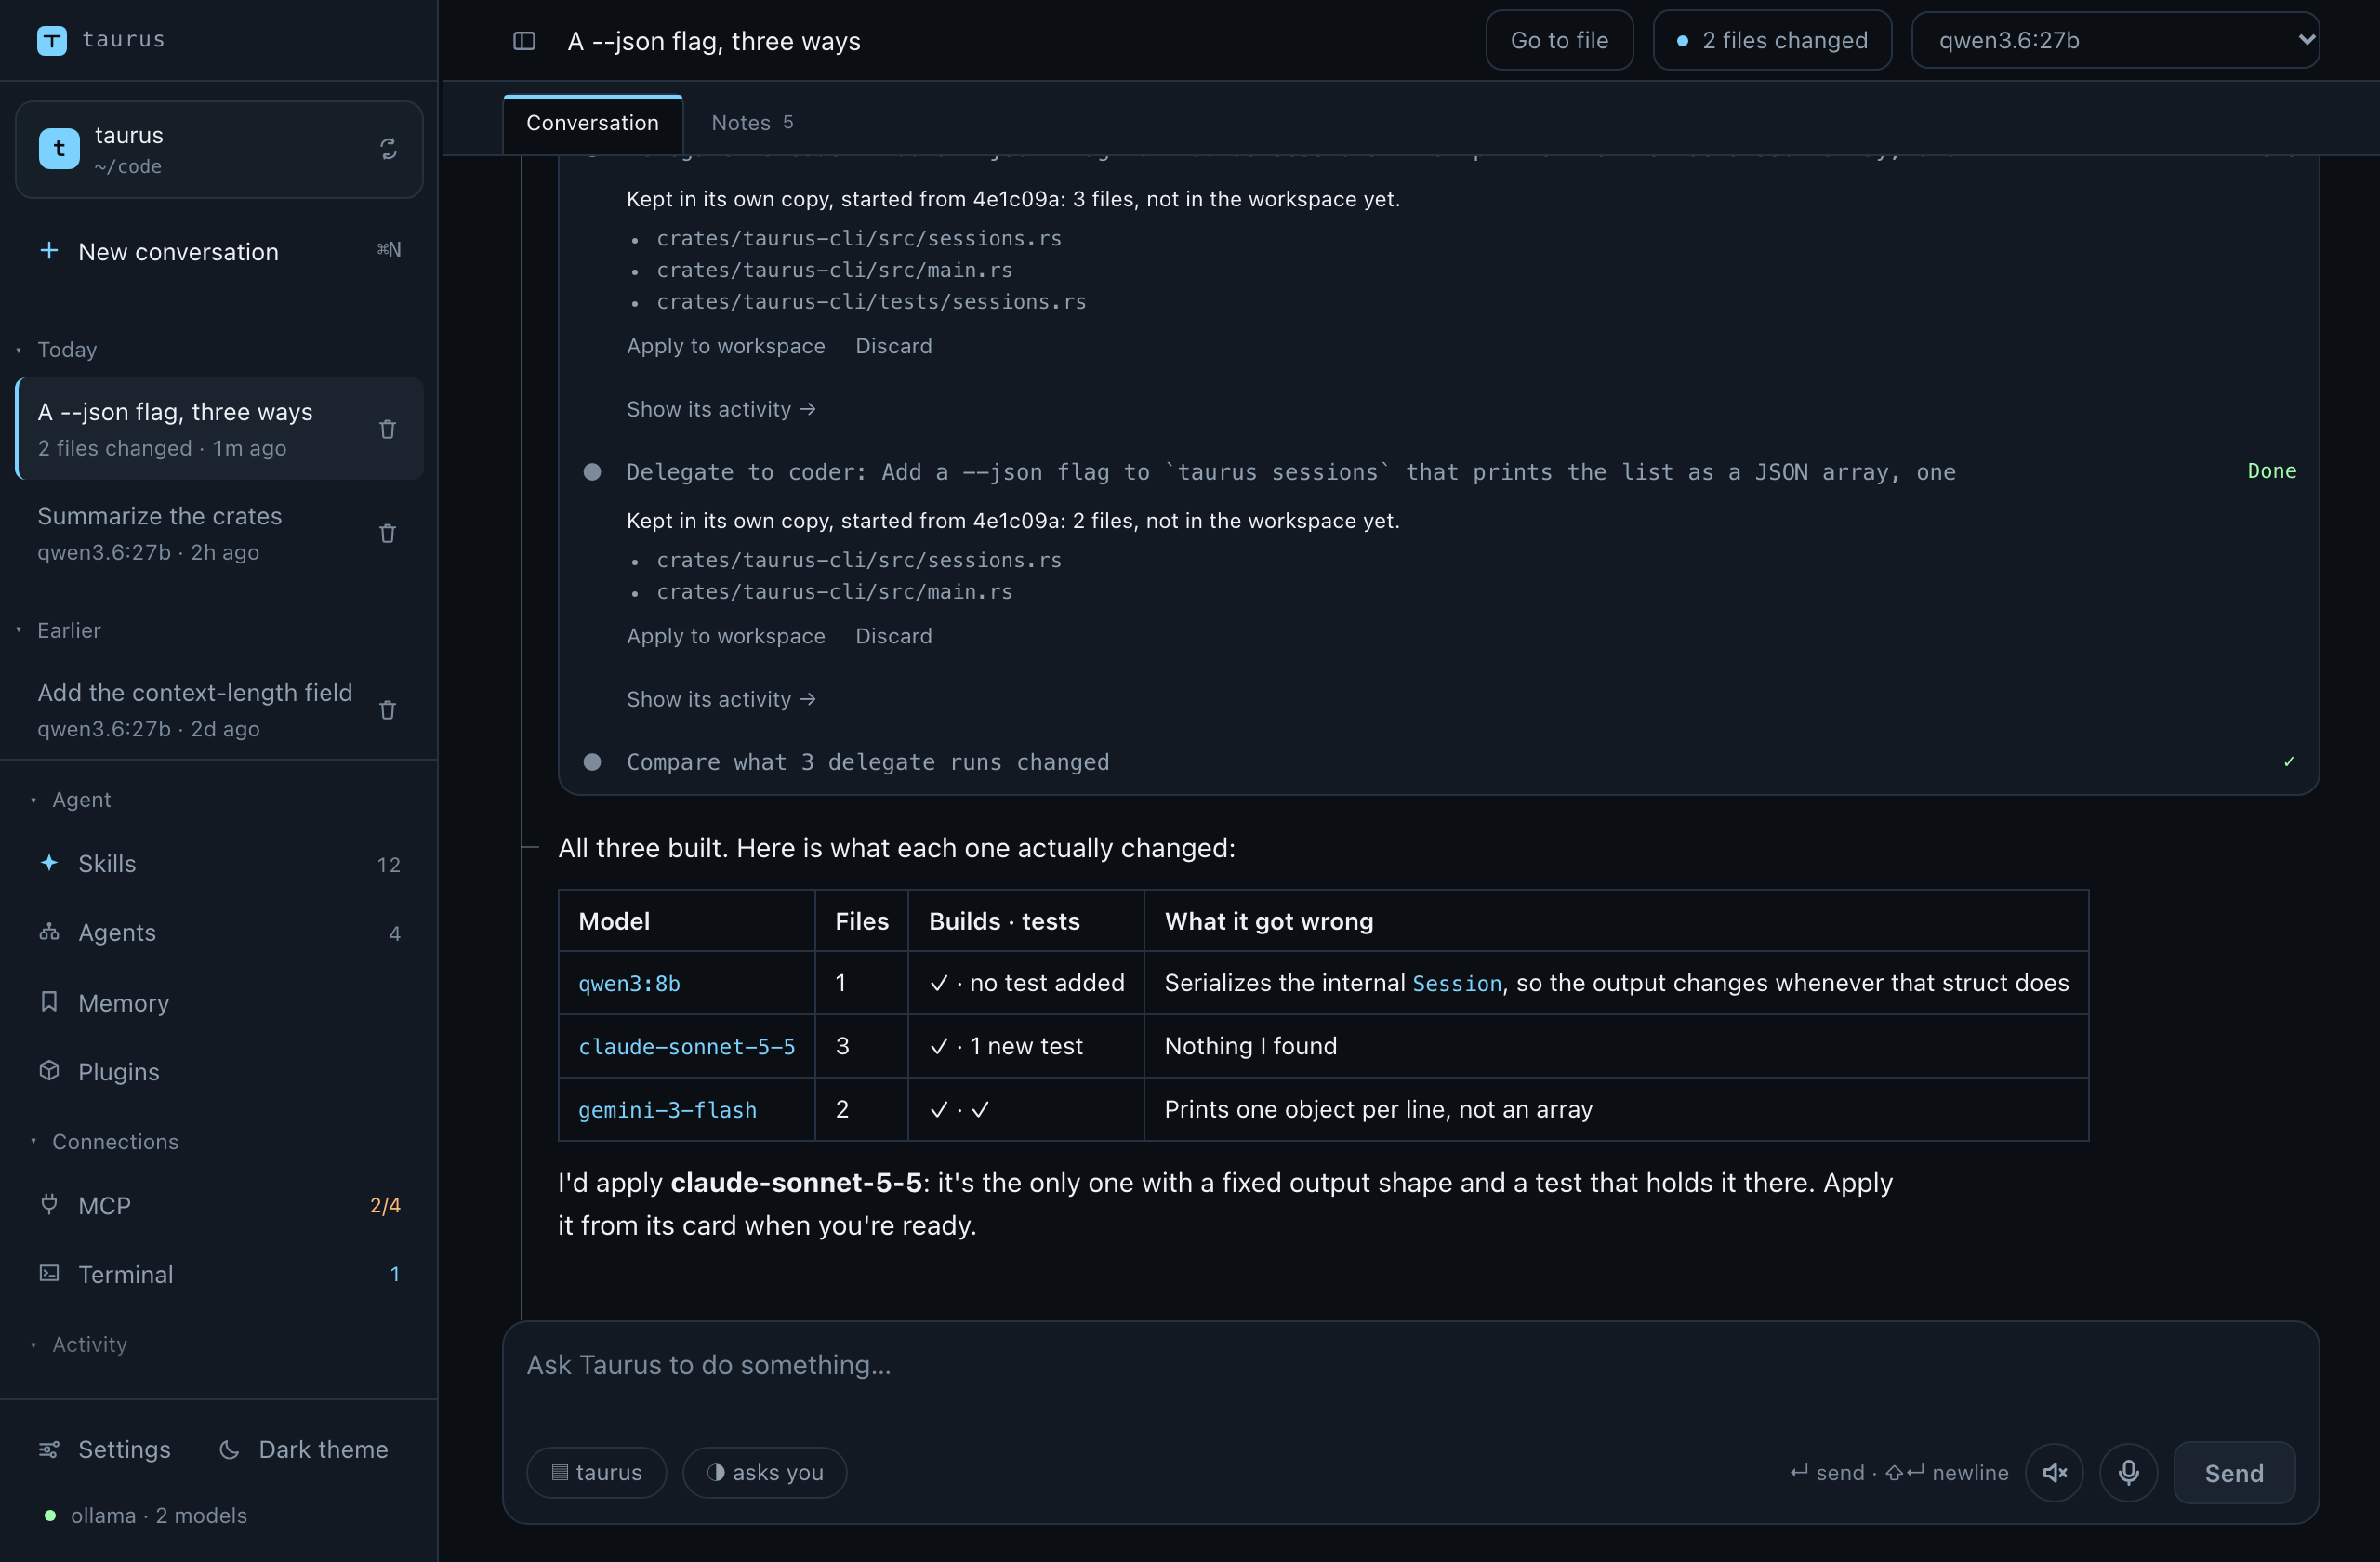 taurus
t
taurus
~/code
New conversation ⌘N
Today
A --json flag, three ways
2 files changed · 1m ago
Summarize the crates
qwen3.6:27b · 2h ago
Earlier
Add the context-length field
qwen3.6:27b · 2d ago
Agent
Skills 12
Agents 4
Memory
Plugins
Connections
MCP 2/4
Terminal 1
Activity
Settings Dark theme
ollama · 2 models
A --json flag, three ways
Go to file 2 files changed qwen3.6:27b
Conversation Notes 5
Kept in its own copy, started from 4e1c09a: 3 files, not in the workspace yet.
• crates/taurus-cli/src/sessions.rs
• crates/taurus-cli/src/main.rs
• crates/taurus-cli/tests/sessions.rs
Apply to workspace Discard
Show its activity →
Delegate to coder: Add a --json flag to `taurus sessions` that prints the list as a JSON array, one Done
Kept in its own copy, started from 4e1c09a: 2 files, not in the workspace yet.
• crates/taurus-cli/src/sessions.rs
• crates/taurus-cli/src/main.rs
Apply to workspace Discard
Show its activity →
Compare what 3 delegate runs changed ✓
All three built. Here is what each one actually changed:
Model Files Builds · tests What it got wrong
qwen3:8b 1 ✓ · no test added Serializes the internal Session, so the output changes whenever that struct does
claude-sonnet-5-5 3 ✓ · 1 new test Nothing I found
gemini-3-flash 2 ✓ · ✓ Prints one object per line, not an array
I'd apply claude-sonnet-5-5: it's the only one with a fixed output shape and a test that holds it there. Apply
it from its card when you're ready.
Ask Taurus to do something...
taurus asks you ↵ send · ⇧↵ newline Send